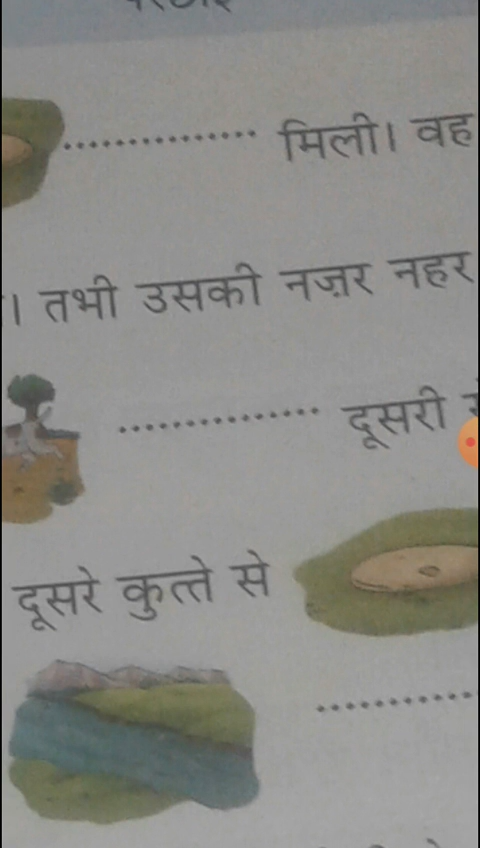 ............... मिली। वह
। तभी उसकी नज़र नहर
............... दूसरी
दूसरे कुत्ते से
...............